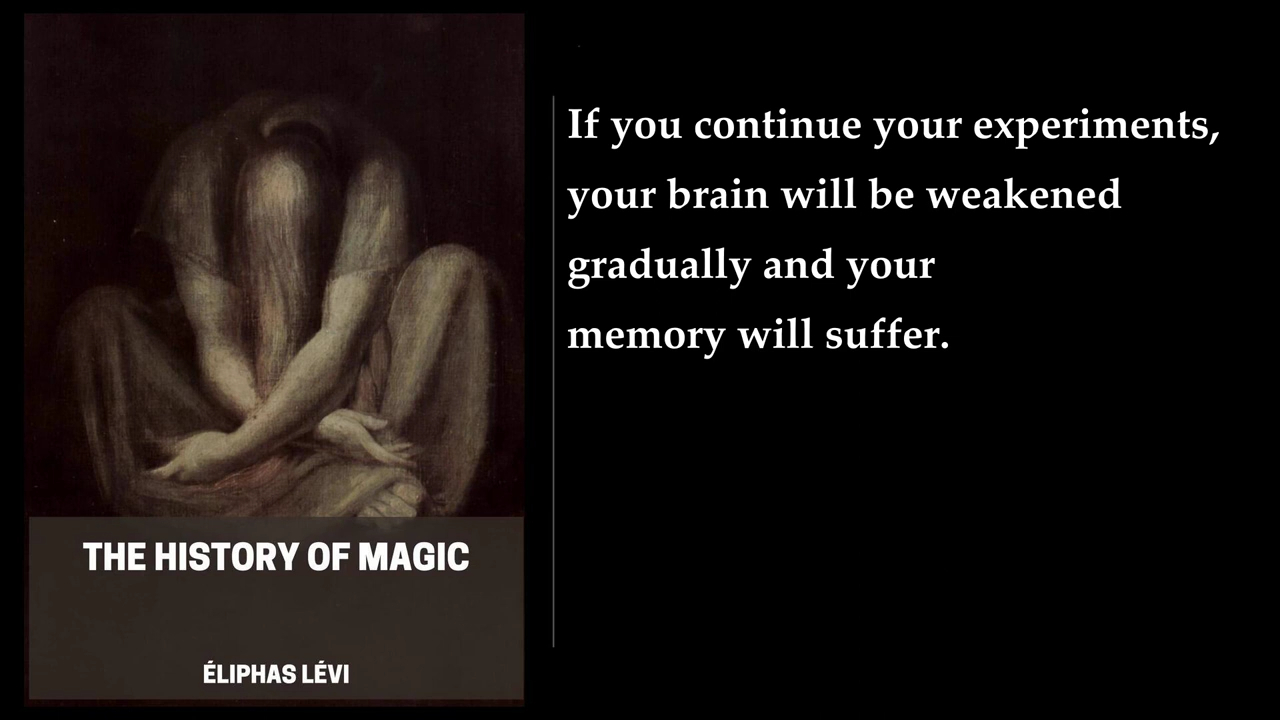 THE HISTORY OF MAGIC
ÉLIPHAS LÉVI
If you continue your experiments,
your brain will be weakened
gradually and your
memory will suffer.